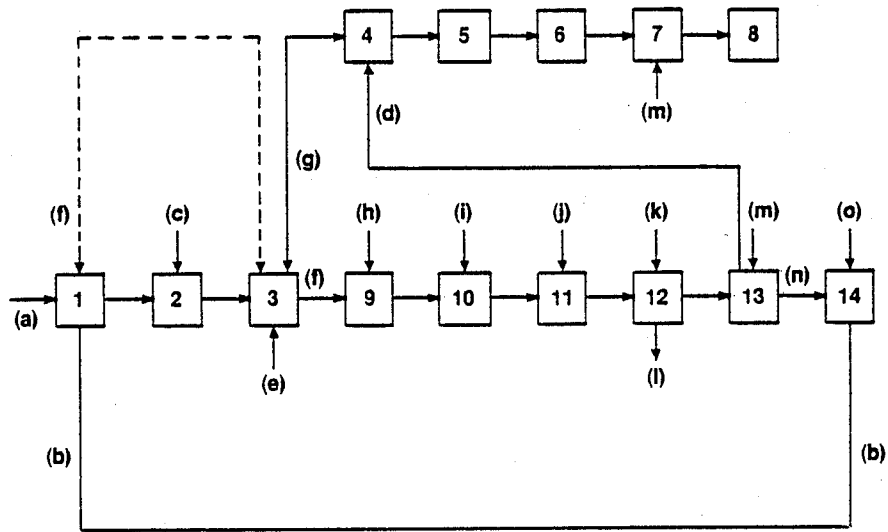 4 5 6 7 8
(d) (m)
(g)
(f) (c) (h) (i) (j) (k) (m) (o)
(f) (n)
1 2 3 9 10 11 12 13 14
(a)
(e) (l)
(b) (b)